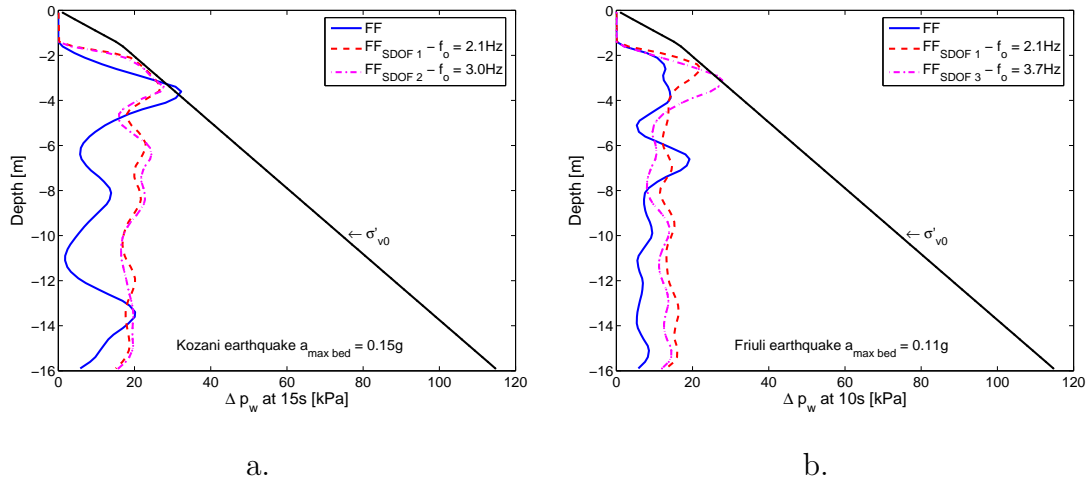 0
−2
−4
−6
−8
−10
−12
−14
−16
Depth [m]
0 20 40 60 80 100 120
Δ p_w at 15s [kPa]
FF
FF_SDOF 1 − f_o = 2.1Hz
FF_SDOF 2 − f_o = 3.0Hz
← σ'_v0
Kozani earthquake a_max bed = 0.15g
a.
0
−2
−4
−6
−8
−10
−12
−14
−16
Depth [m]
0 20 40 60 80 100 120
Δ p_w at 10s [kPa]
FF
FF_SDOF 1 − f_o = 2.1Hz
FF_SDOF 3 − f_o = 3.7Hz
← σ'_v0
Friuli earthquake a_max bed = 0.11g
b.